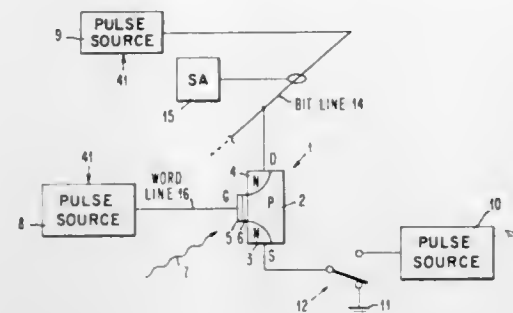 PULSE
SOURCE
9
41
SA
15
BIT LINE 14
41
WORD
LINE 16
PULSE
SOURCE
8
D
4
N
1
G
P
2
5
6
N
3
S
7
PULSE
SOURCE
10
12
11